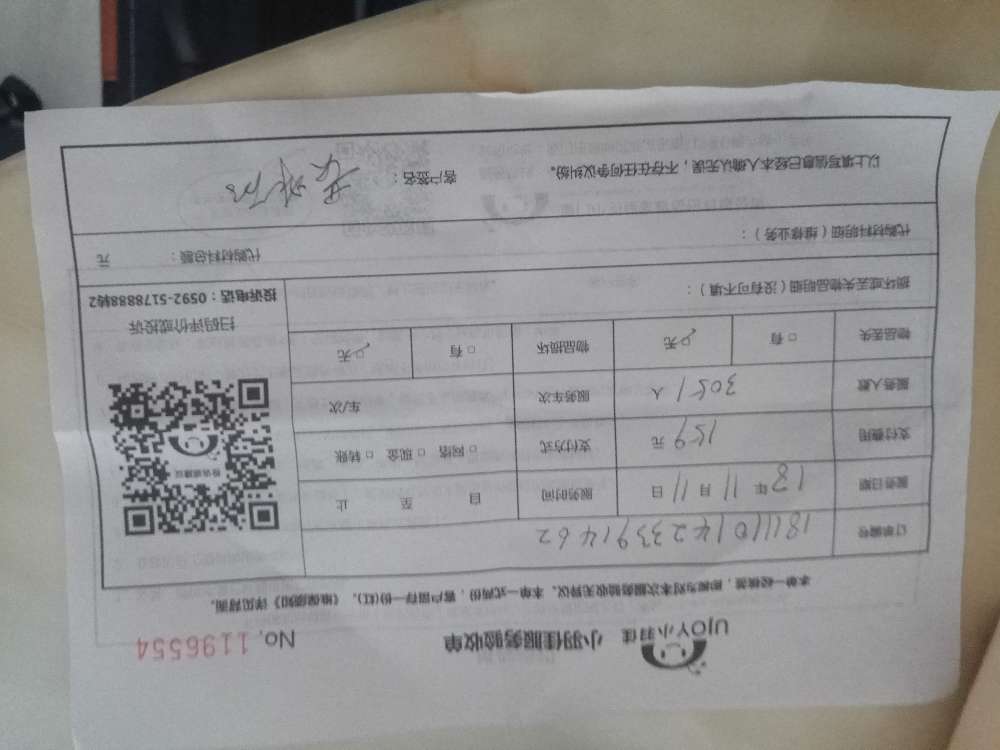 UJOY小羽佳 小羽佳服务验收单 No. 1196554
本单一经核签，即视为对本次服务验收无异议。本单一式两份，客户留存一份(红)。《维保须知》详见背面。
订单编号 18111101423391462
服务日期 18年11月11日 服务时间 自 至 止
支付费用 159元 支付方式 □ 网络 □ 现金 □ 转账
服务人数 人 服务车次 车/次
物品丢失 □ 有 □ 无 物品损坏 □ 有 □ 无
扫码评价或投诉
投诉电话：0592-5178888转2
损坏或丢失物品明细（没有可不填）：
代购材料明细（维修业务）： 代购材料总额： 元
以上填写信息已经本人确认无误，不存在任何争议纠纷。 客户签名：